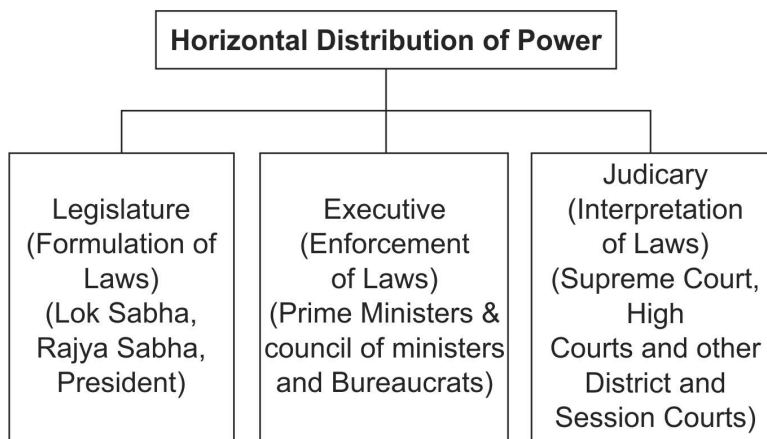 Horizontal Distribution of Power
Legislature
(Formulation of
Laws)
(Lok Sabha,
Rajya Sabha,
President)
Executive
(Enforcement
of Laws)
(Prime Ministers &
council of ministers
and Bureaucrats)
Judicary
(Interpretation
of Laws)
(Supreme Court,
High
Courts and other
District and
Session Courts)